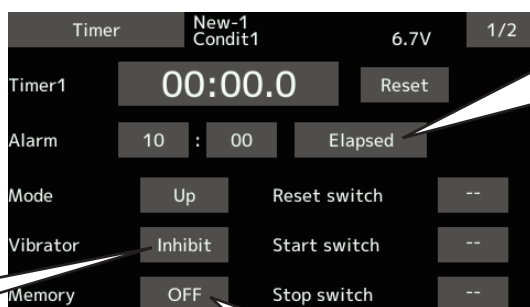 Timer New-1 1/2
Condit1 6.7V
Timer1 00:00.0 Reset
Alarm 10 : 00 Elapsed
Mode Up Reset switch --
Vibrator Inhibit Start switch --
Memory OFF Stop switch --